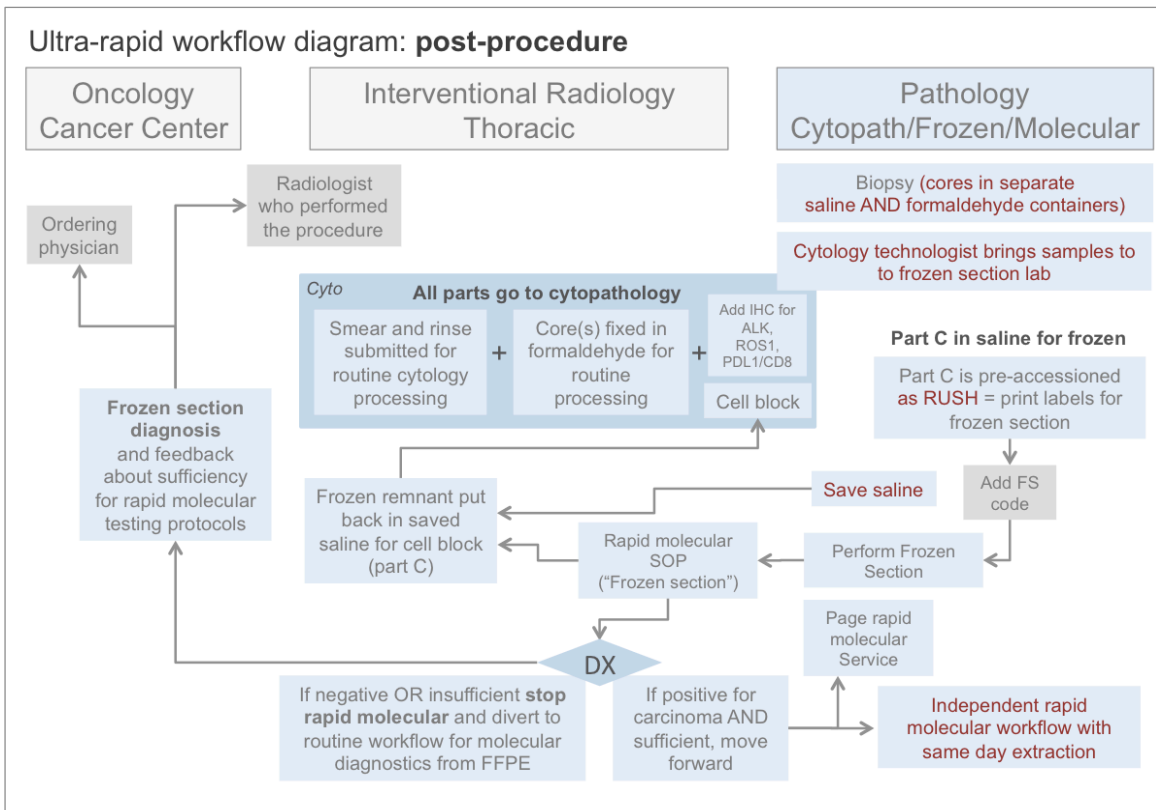 Ultra-rapid workflow diagram: post-procedure
Oncology
Cancer Center
Interventional Radiology
Thoracic
Pathology
Cytopath/Frozen/Molecular
Radiologist
who performed
the procedure
Ordering
physician
Biopsy (cores in separate
saline AND formaldehyde containers)
Cytology technologist brings samples to
to frozen section lab
Cyto
All parts go to cytopathology
Smear and rinse
submitted for
routine cytology
processing
+
Core(s) fixed in
formaldehyde for
routine
processing
+
Add IHC for
ALK,
ROS1,
PDL1/CD8
Cell block
Part C in saline for frozen
Part C is pre-accessioned
as RUSH = print labels for
frozen section
Frozen section
diagnosis
and feedback
about sufficiency
for rapid molecular
testing protocols
Frozen remnant put
back in saved
saline for cell block
(part C)
Save saline
Add FS
code
Rapid molecular
SOP
(“Frozen section”)
Perform Frozen
Section
DX
Page rapid
molecular
Service
If negative OR insufficient stop
rapid molecular and divert to
routine workflow for molecular
diagnostics from FFPE
If positive for
carcinoma AND
sufficient, move
forward
Independent rapid
molecular workflow with
same day extraction